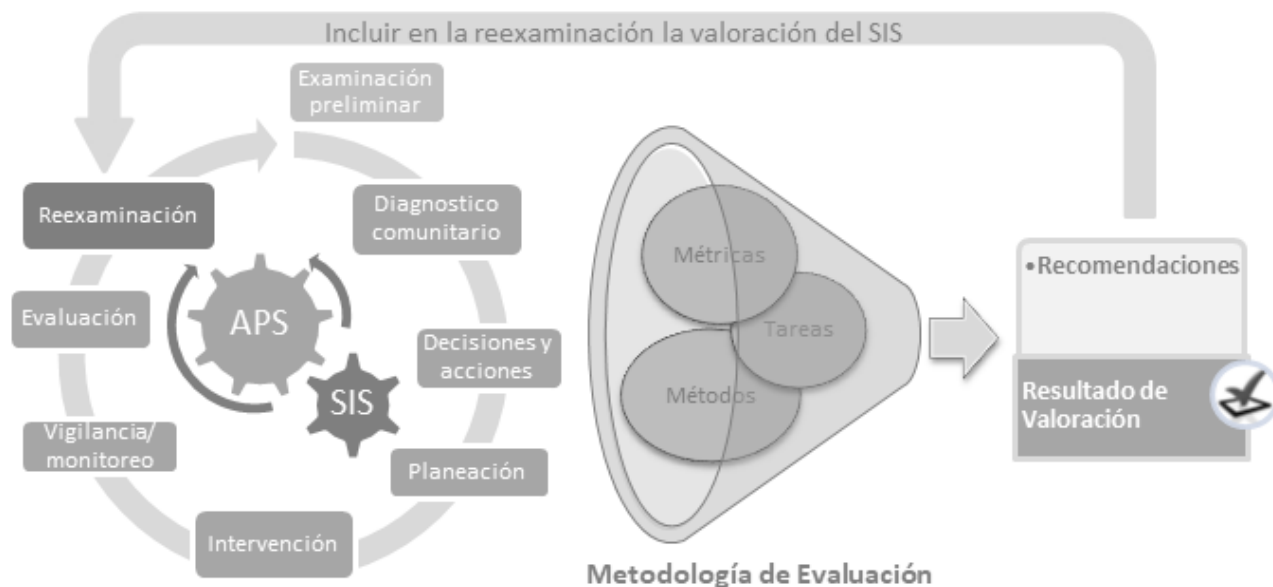 Incluir en la reexaminación la valoración del SIS
Examinación
preliminar
Reexaminación
Diagnostico
comunitario
Evaluación
APS
Decisiones y
acciones
SIS
Vigilancia/
monitoreo
Planeación
Intervención
Métricas
Tareas
Métodos
Metodología de Evaluación
•Recomendaciones
Resultado de
Valoración